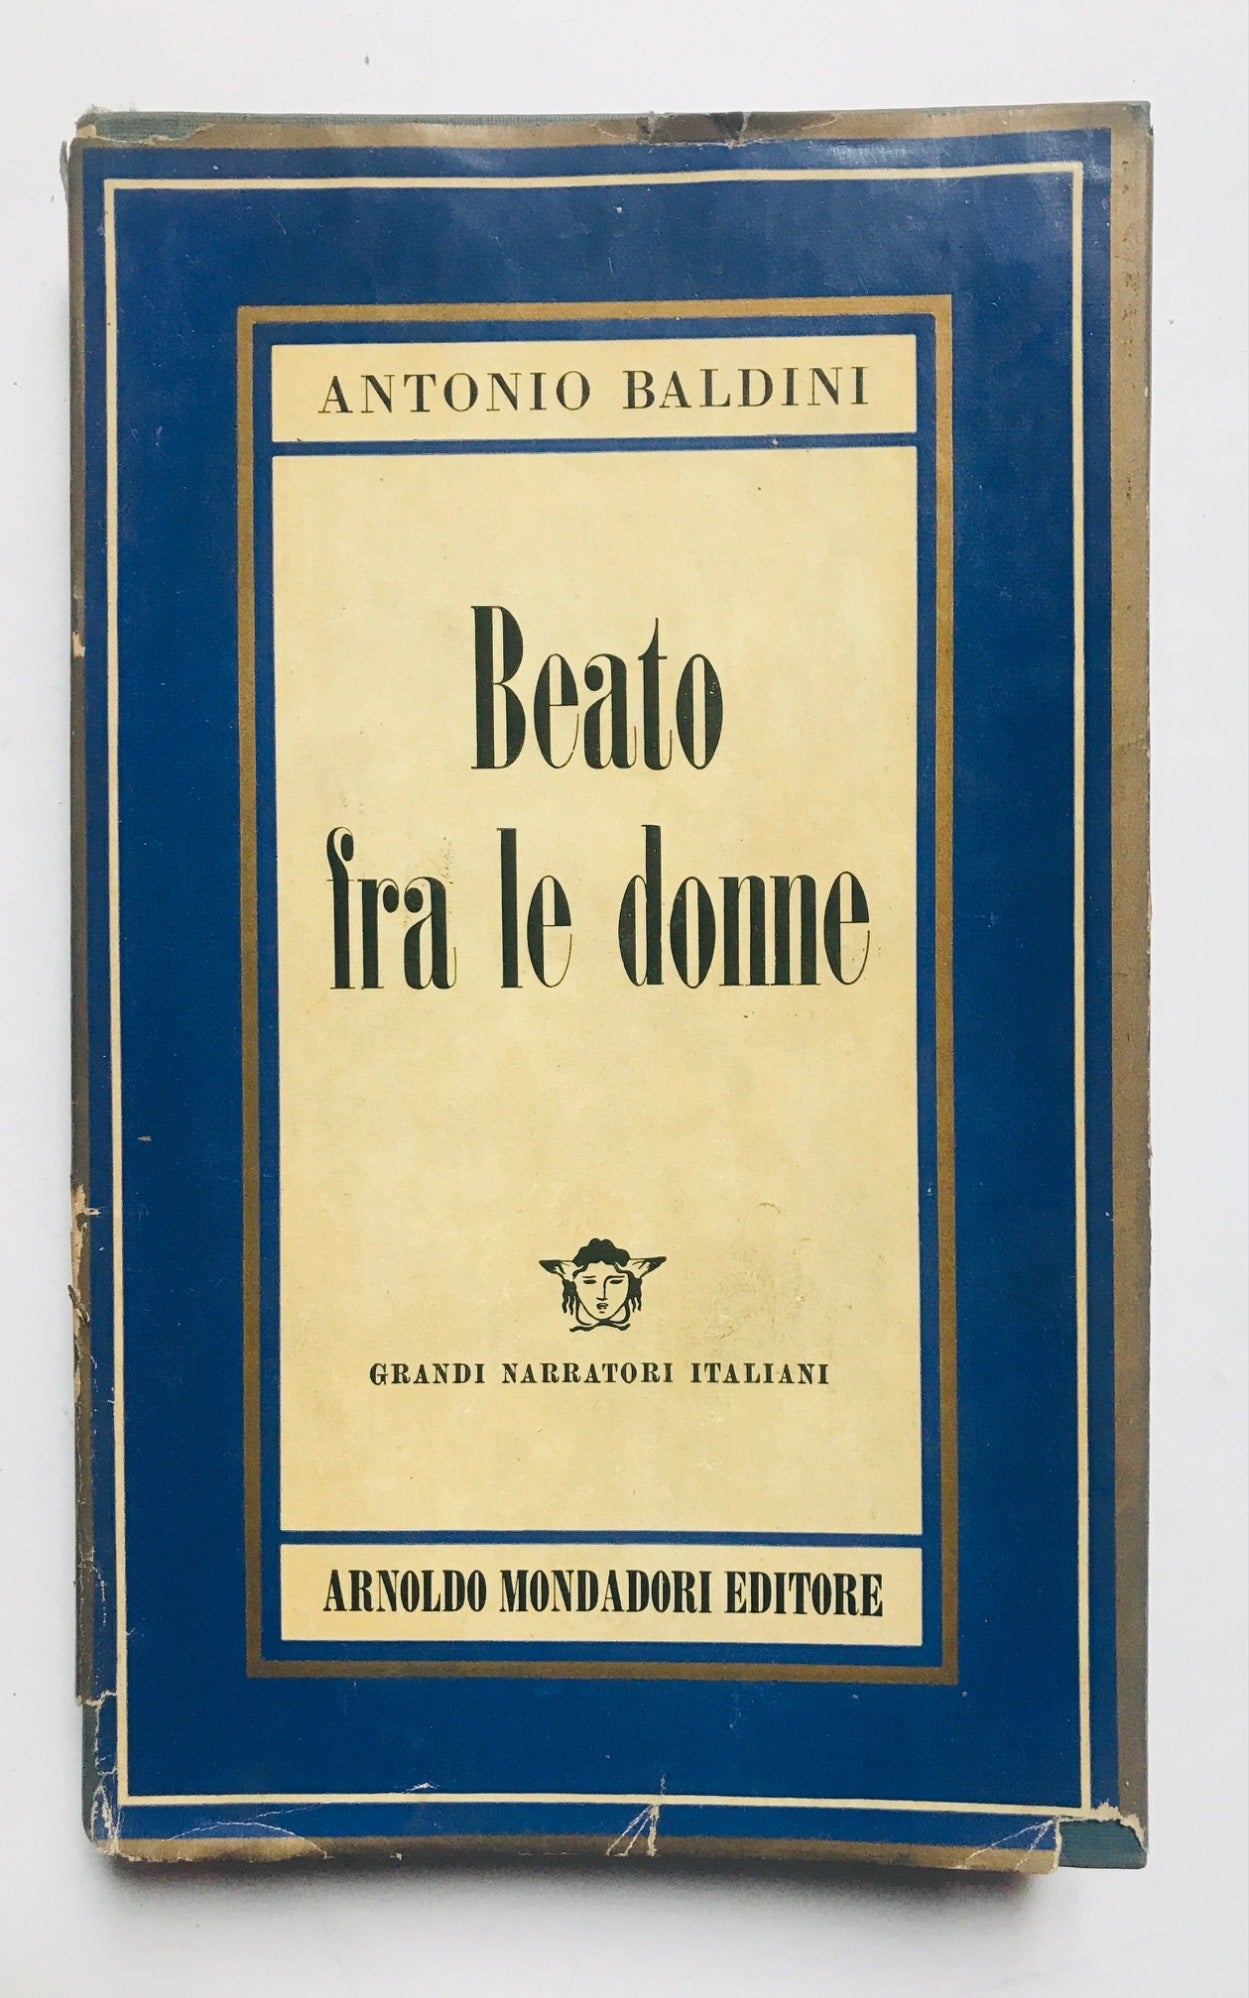 ANTONIO BALDINI
Beato
fra le donne
GRANDI NARRATORI ITALIANI
ARNOLDO MONDADORI EDITORE